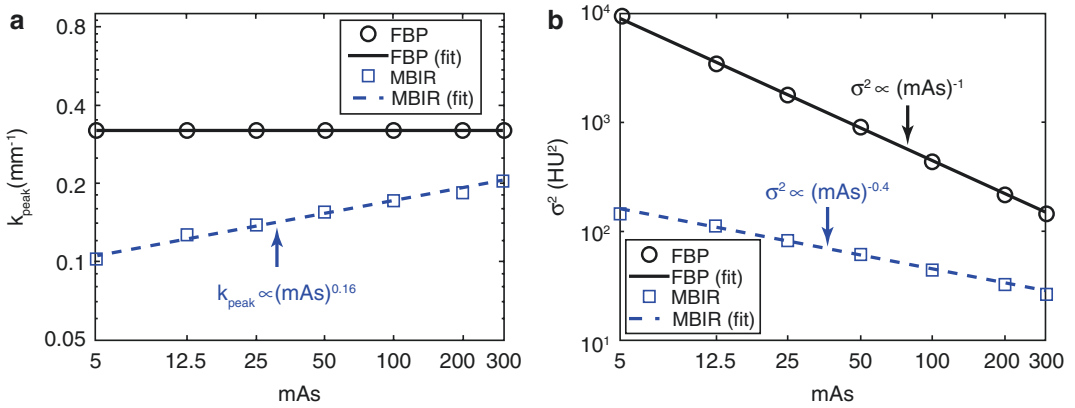 a
0.8
0.4
0.2
0.1
0.05
k_peak(mm⁻¹)
FBP
FBP (fit)
MBIR
MBIR (fit)
k_peak ∝(mAs)^0.16
5 12.5 25 50 100 200 300
mAs
b
10⁴
10³
10²
10¹
σ² (HU²)
σ² ∝ (mAs)⁻¹
σ² ∝ (mAs)^-0.4
FBP
FBP (fit)
MBIR
MBIR (fit)
5 12.5 25 50 100 200 300
mAs